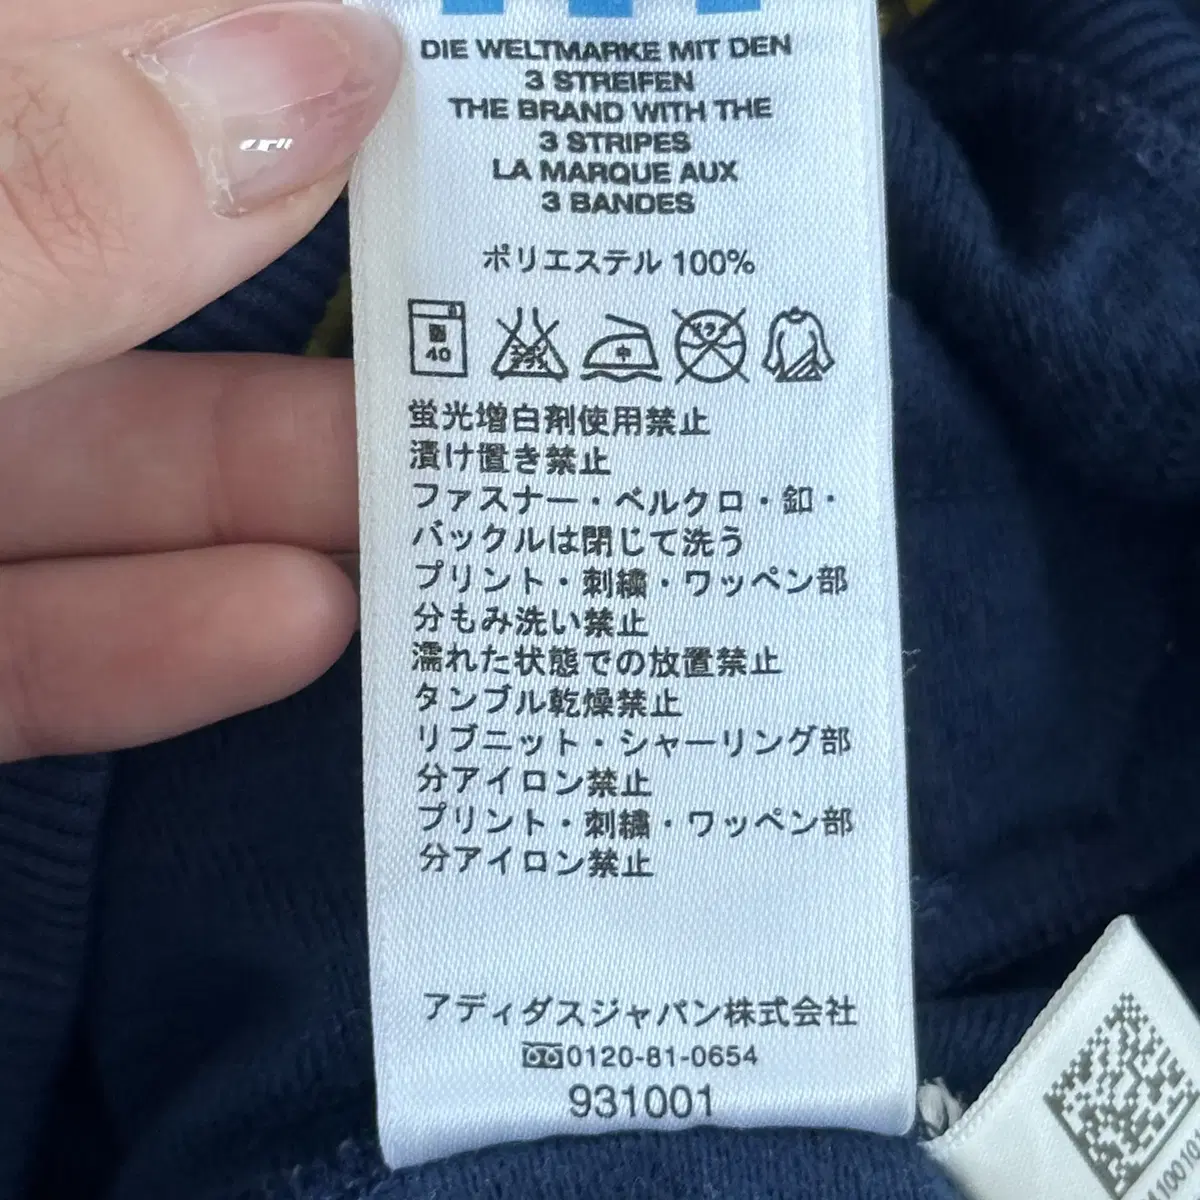 DIE WELTMARKE MIT DEN
3 STREIFEN
THE BRAND WITH THE
3 STRIPES
LA MARQUE AUX
3 BANDES
ポリエステル 100%
40
蛍光増白剤使用禁止
漬け置き禁止
ファスナー・ベルクロ・釦・
バックルは閉じて洗う
プリント・刺繍・ワッペン部
分もみ洗い禁止
濡れた状態での放置禁止
タンブル乾燥禁止
リブニット・シャーリング部
分アイロン禁止
プリント・刺繍・ワッペン部
分アイロン禁止
アディダスジャパン株式会社
0120-81-0654
931001